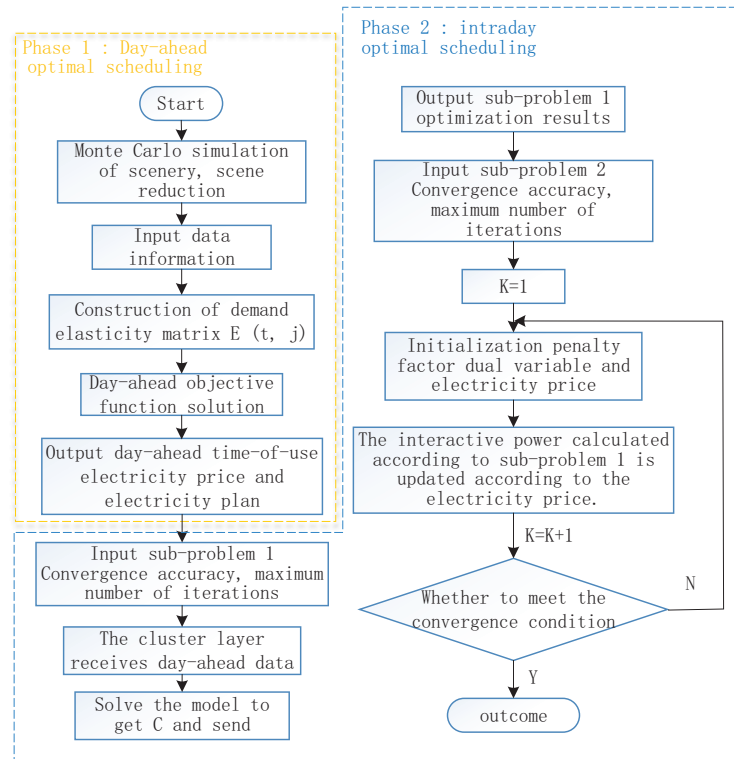 Phase 1 : Day-ahead
optimal scheduling
Start
Monte Carlo simulation
of scenery, scene
reduction
Input data
information
Construction of demand
elasticity matrix E (t, j)
Day-ahead objective
function solution
Output day-ahead time-of-use
electricity price and
electricity plan
Input sub-problem 1
Convergence accuracy, maximum
number of iterations
The cluster layer
receives day-ahead data
Solve the model to
get C and send
Phase 2 : intraday
optimal scheduling
Output sub-problem 1
optimization results
Input sub-problem 2
Convergence accuracy,
maximum number of
iterations
K=1
Initialization penalty
factor dual variable and
electricity price
The interactive power calculated
according to sub-problem 1 is
updated according to the
electricity price.
K=K+1
Whether to meet the
convergence condition
N
Y
outcome